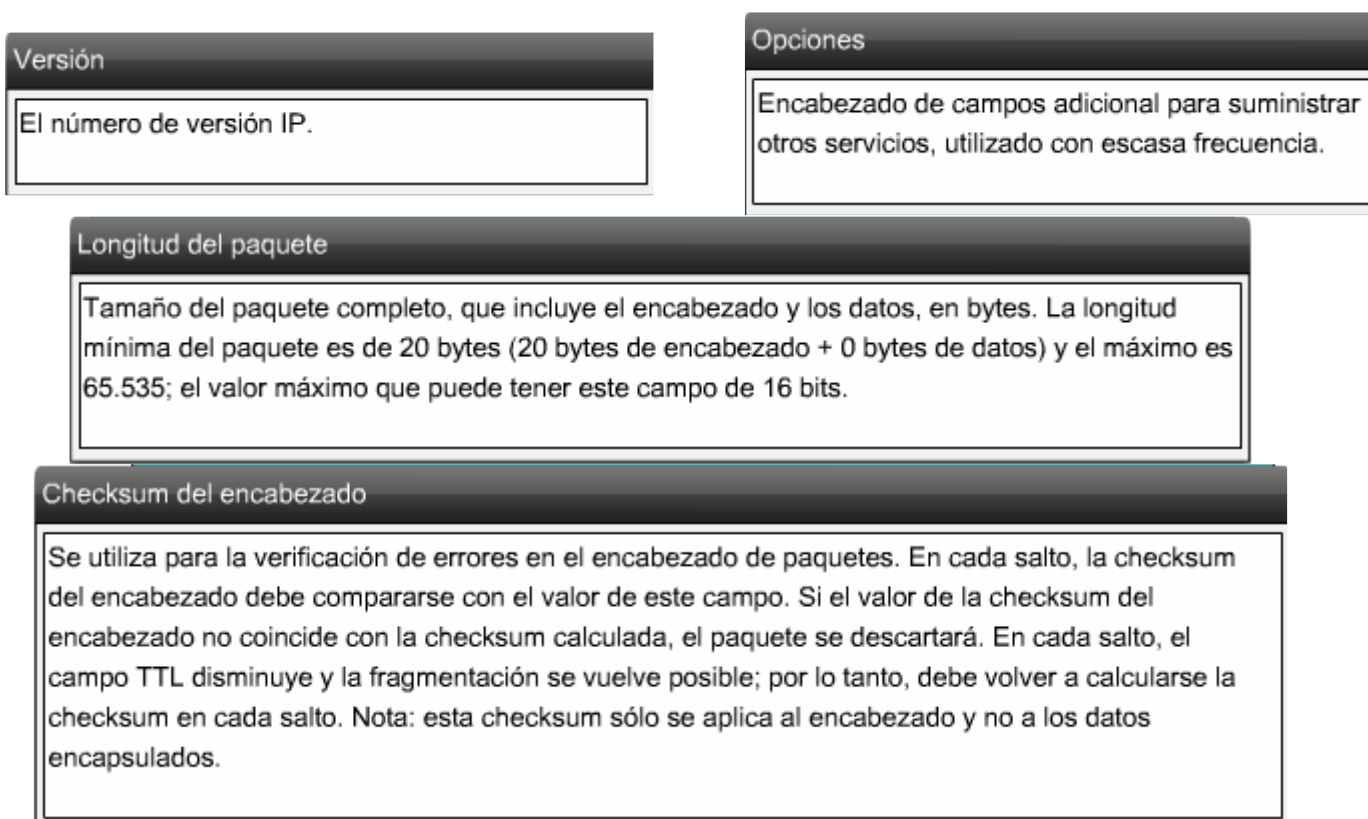 Versión
El número de versión IP.
Opciones
Encabezado de campos adicional para suministrar
otros servicios, utilizado con escasa frecuencia.
Longitud del paquete
Tamaño del paquete completo, que incluye el encabezado y los datos, en bytes. La longitud
mínima del paquete es de 20 bytes (20 bytes de encabezado + 0 bytes de datos) y el máximo es
65.535; el valor máximo que puede tener este campo de 16 bits.
Checksum del encabezado
Se utiliza para la verificación de errores en el encabezado de paquetes. En cada salto, la checksum
del encabezado debe compararse con el valor de este campo. Si el valor de la checksum del
encabezado no coincide con la checksum calculada, el paquete se descartará. En cada salto, el
campo TTL disminuye y la fragmentación se vuelve posible; por lo tanto, debe volver a calcularse la
checksum en cada salto. Nota: esta checksum sólo se aplica al encabezado y no a los datos
encapsulados.